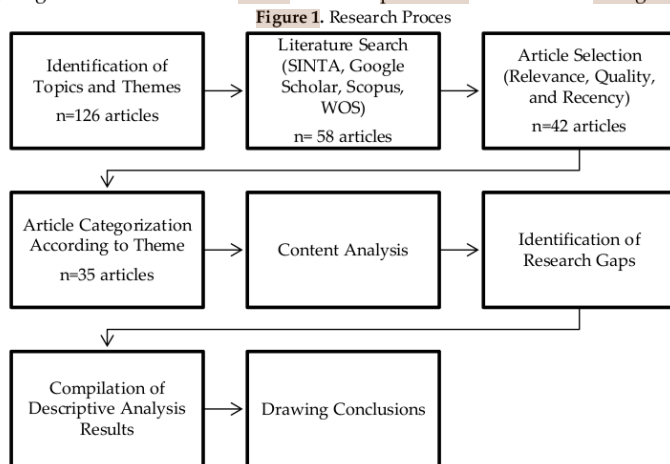 Figure 1. Research Proces
Identification of
Topics and Themes
n=126 articles
Literature Search
(SINTA, Google
Scholar, Scopus,
WOS)
n= 58 articles
Article Selection
(Relevance, Quality,
and Recency)
n=42 articles
Article Categorization
According to Theme
n=35 articles
Content Analysis
Identification of
Research Gaps
Compilation of
Descriptive Analysis
Results
Drawing Conclusions